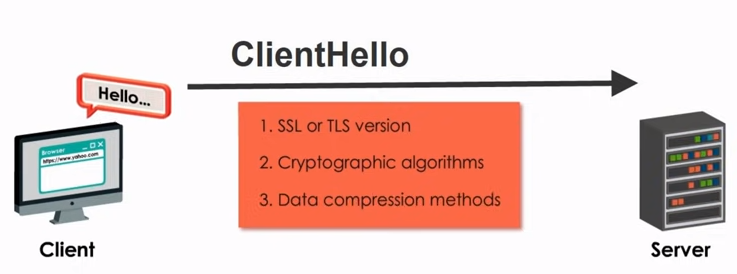 ClientHello
Hello...
Browser
https://www.yahoo.com
1. SSL or TLS version
2. Cryptographic algorithms
3. Data compression methods
Client
Server